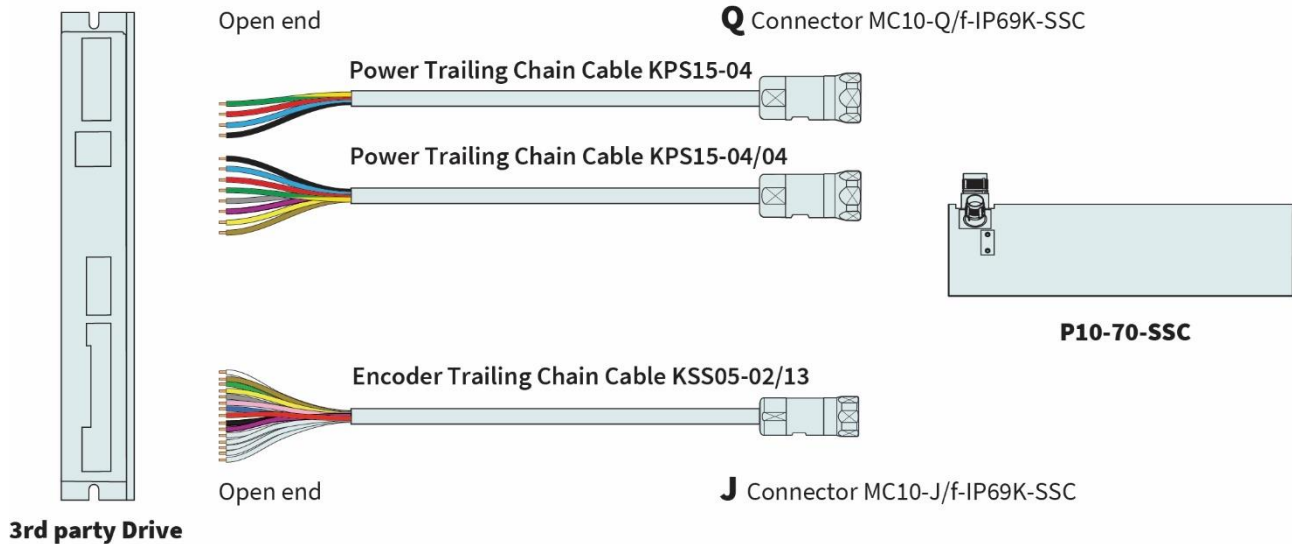 Open end
Q Connector MC10-Q/f-IP69K-SSC
Power Trailing Chain Cable KPS15-04
Power Trailing Chain Cable KPS15-04/04
P10-70-SSC
Encoder Trailing Chain Cable KSS05-02/13
Open end
J Connector MC10-J/f-IP69K-SSC
3rd party Drive